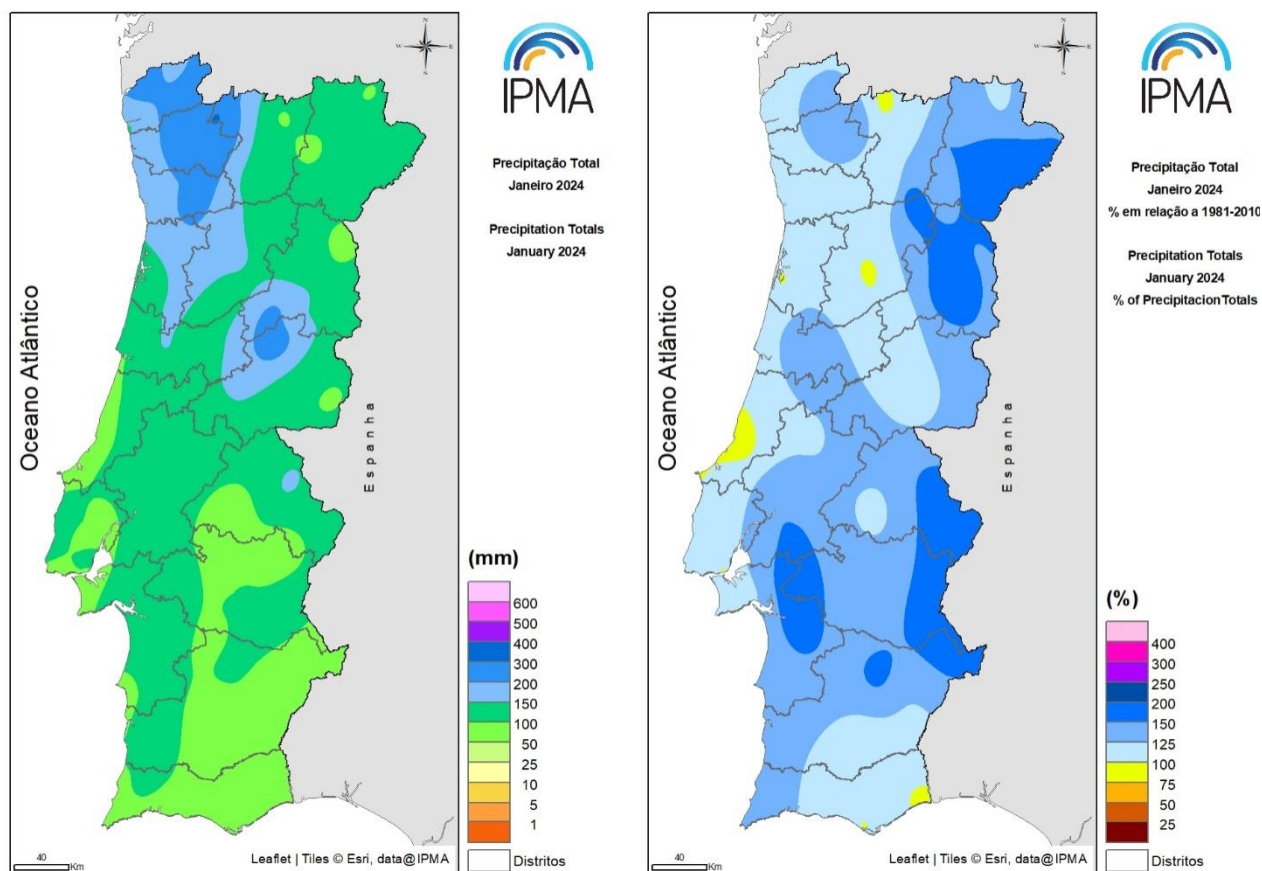 N
W E
S
IPMA
Precipitação Total
Janeiro 2024
Precipitation Totals
January 2024
Oceano Atlântico
Espanha
(mm)
600
500
400
300
200
150
100
50
25
10
5
1
Distritos
40
Km
Leaflet | Tiles © Esri, data@IPMA
N
W E
S
IPMA
Precipitação Total
Janeiro 2024
% em relação a 1981-2010
Precipitation Totals
January 2024
% of PrecipitacionTotals
Oceano Atlântico
Espanha
(%)
400
300
250
200
150
125
100
75
50
25
Distritos
40
Km
Leaflet | Tiles © Esri, data@IPMA